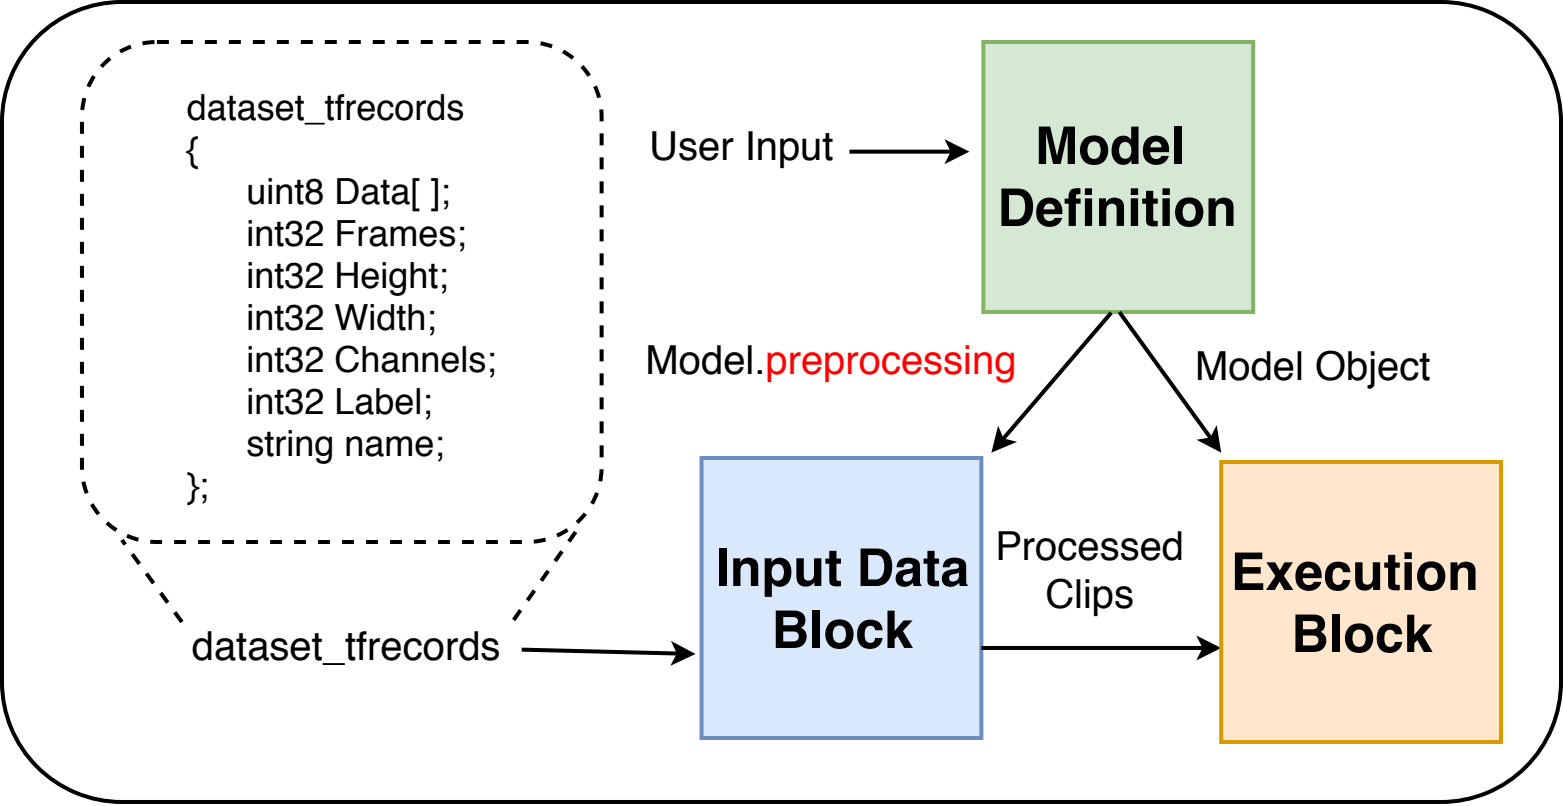 dataset_tfrecords
{
uint8 Data[ ];
int32 Frames;
int32 Height;
int32 Width;
int32 Channels;
int32 Label;
string name;
};
dataset_tfrecords
User Input
Model
Definition
Model.preprocessing
Model Object
Input Data
Block
Processed
Clips
Execution
Block